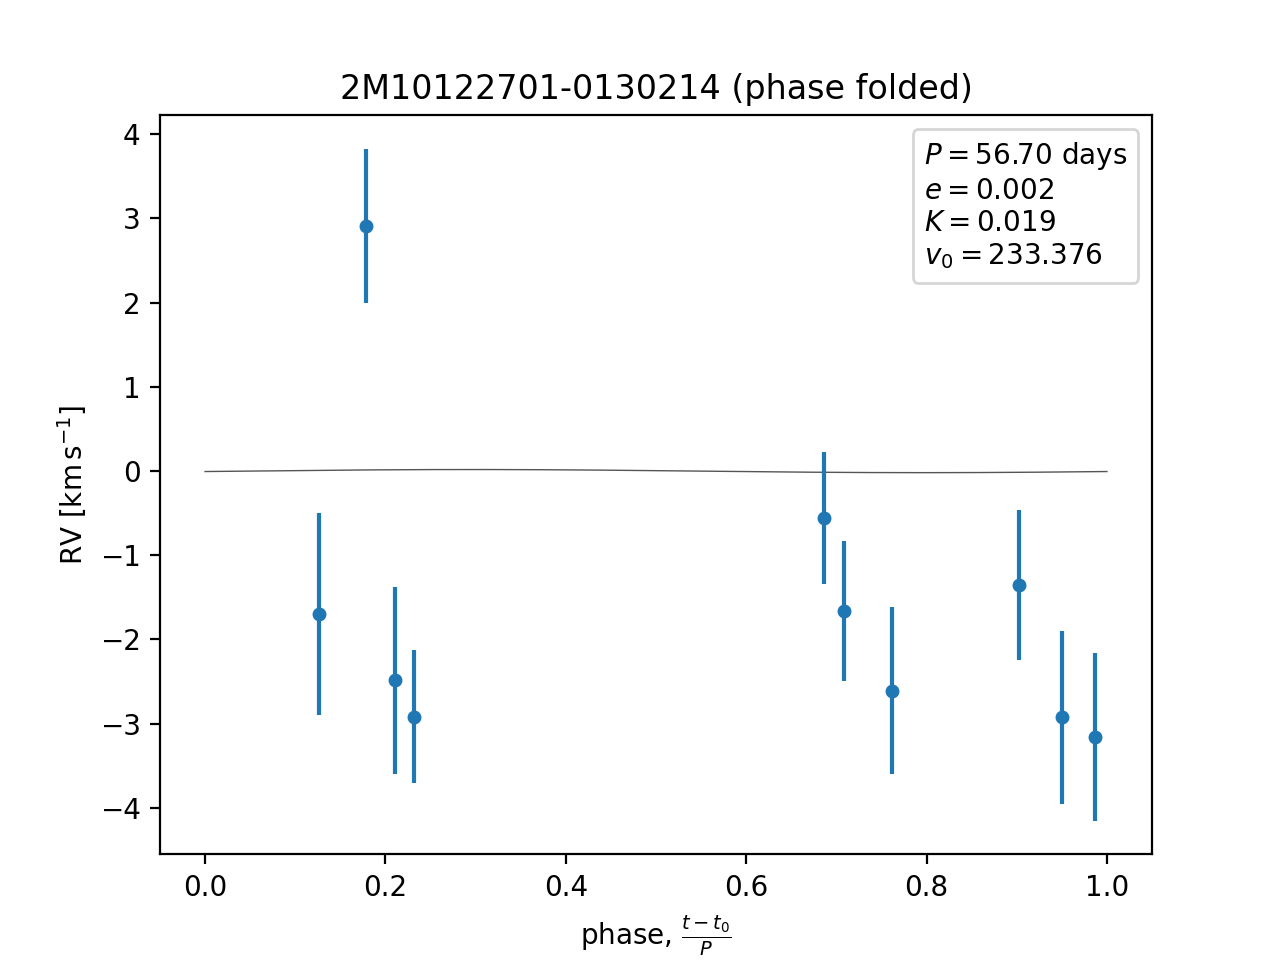 2M10122701-0130214 (phase folded)
P = 56.70 days
e = 0.002
K = 0.019
v₀ = 233.376
4
3
2
1
0
−1
−2
−3
−4
RV [km s⁻¹]
0.0 0.2 0.4 0.6 0.8 1.0
phase, (t − t₀)/P